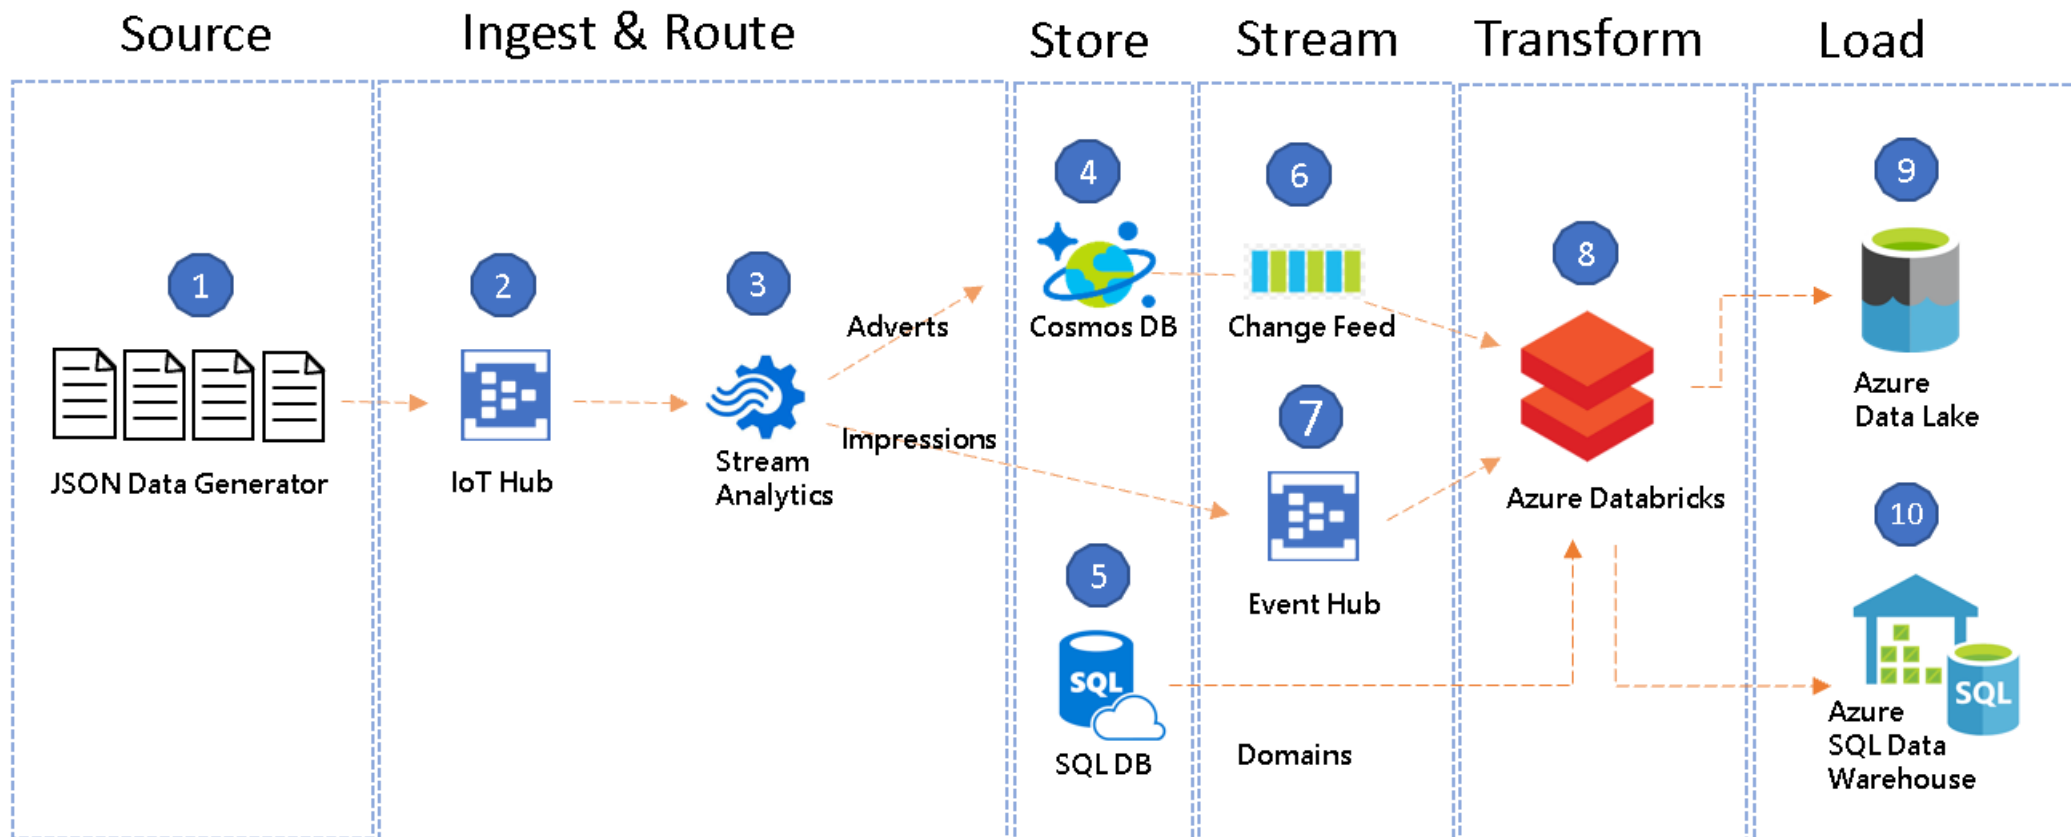 Source
Ingest & Route
Store
Stream
Transform
Load
1
JSON Data Generator
2
IoT Hub
3
Stream
Analytics
Adverts
Impressions
4
Cosmos DB
5
SQL
SQL DB
6
Change Feed
7
Event Hub
Domains
8
Azure Databricks
9
Azure
Data Lake
10
SQL
Azure
SQL Data
Warehouse